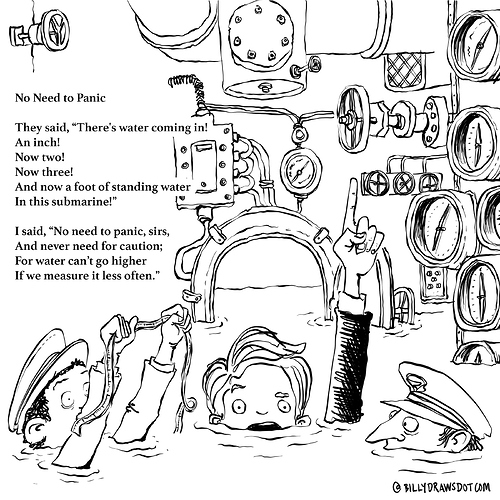 No Need to Panic
They said, “There’s water coming in!
An inch!
Now two!
Now three!
And now a foot of standing water
In this submarine!”
I said, “No need to panic, sirs,
And never need for caution;
For water can’t go higher
If we measure it less often.”
@BILLYDRAWSDOTCOM